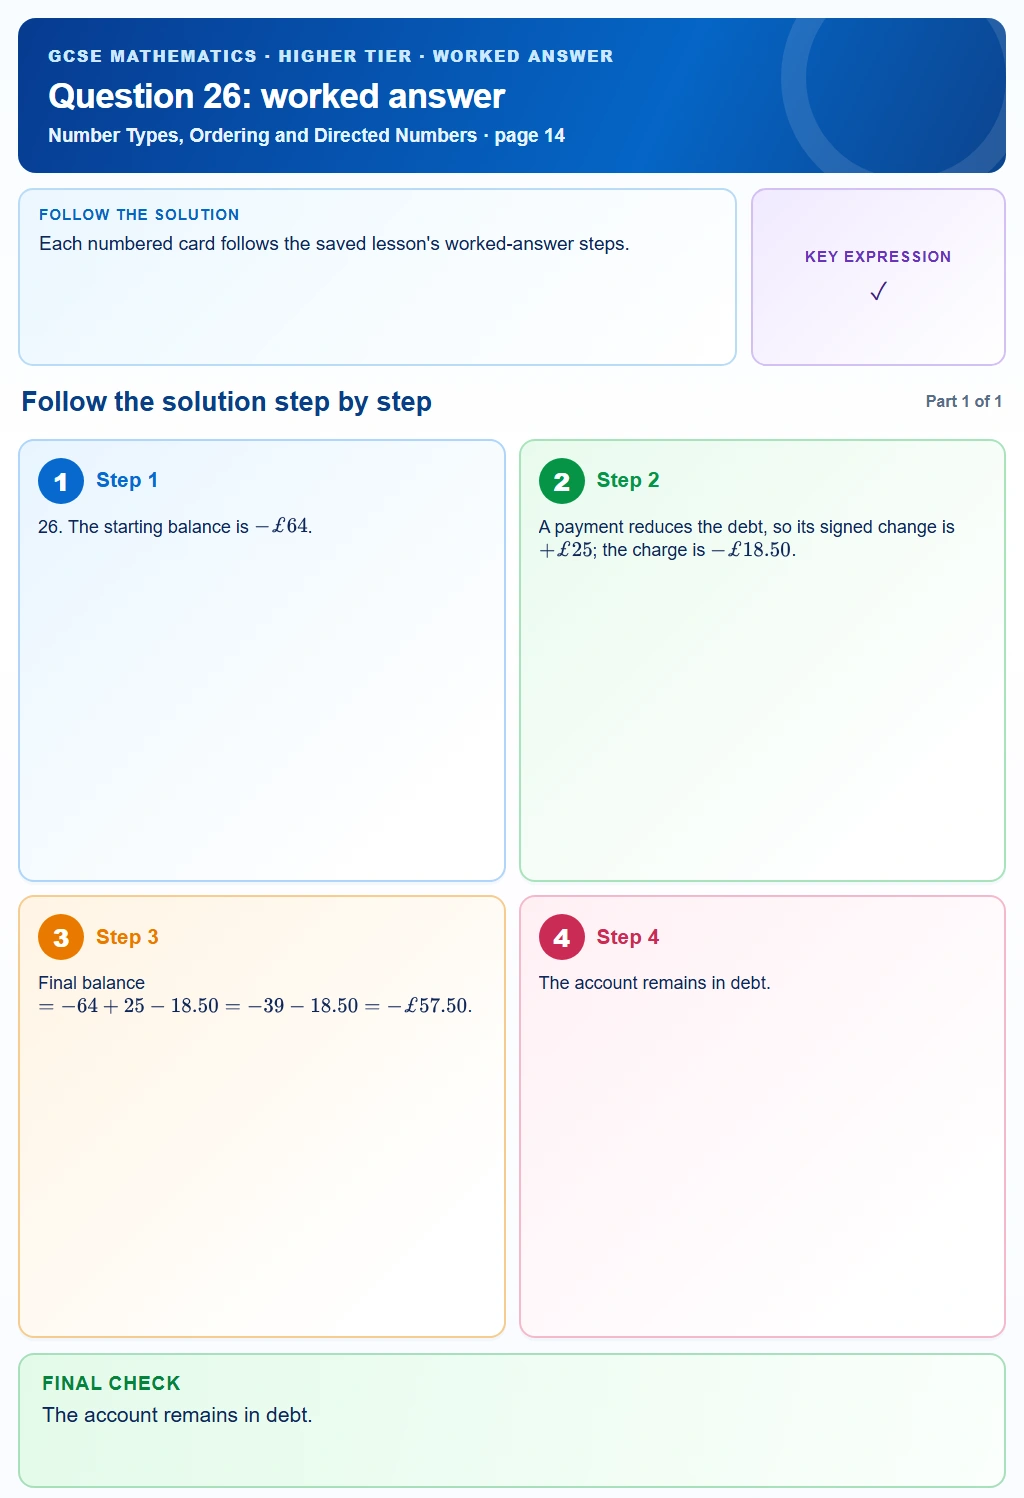 GCSE MATHEMATICS · HIGHER TIER · WORKED ANSWER
Question 26: worked answer
Number Types, Ordering and Directed Numbers · page 14
FOLLOW THE SOLUTION
Each numbered card follows the saved lesson's worked-answer steps.
KEY EXPRESSION
✓
Follow the solution step by step
Part 1 of 1
1 Step 1
26. The starting balance is −£64.
2 Step 2
A payment reduces the debt, so its signed change is
+£25; the charge is −£18.50.
3 Step 3
Final balance
= −64 + 25 − 18.50 = −39 − 18.50 = −£57.50.
4 Step 4
The account remains in debt.
FINAL CHECK
The account remains in debt.